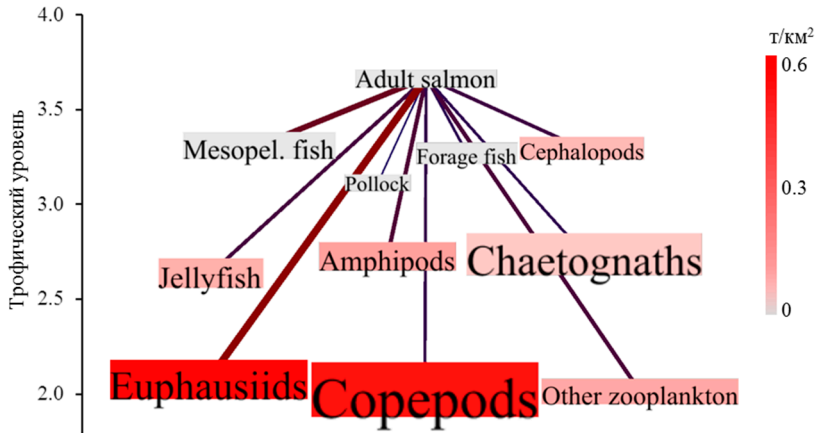 4.0
т/км²
0.6
Adult salmon
3.5
Mesopel. fish
Forage fish
Cephalopods
Pollock
0.3
3.0
Трофический уровень
Jellyfish
Amphipods
Chaetognaths
0
2.5
Euphausiids
Copepods
Other zooplankton
2.0